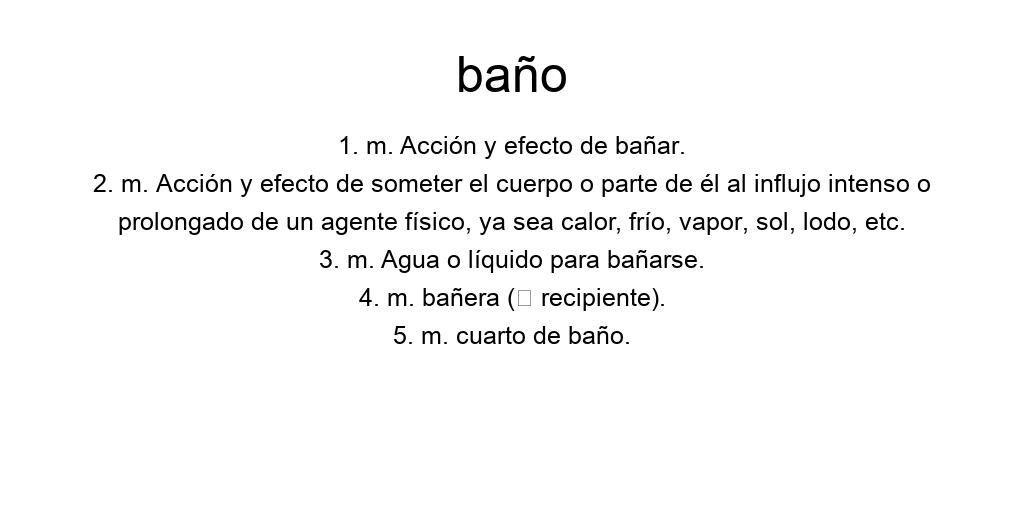 baño
1. m. Acción y efecto de bañar.
2. m. Acción y efecto de someter el cuerpo o parte de él al influjo intenso o
prolongado de un agente físico, ya sea calor, frío, vapor, sol, lodo, etc.
3. m. Agua o líquido para bañarse.
4. m. bañera (□ recipiente).
5. m. cuarto de baño.